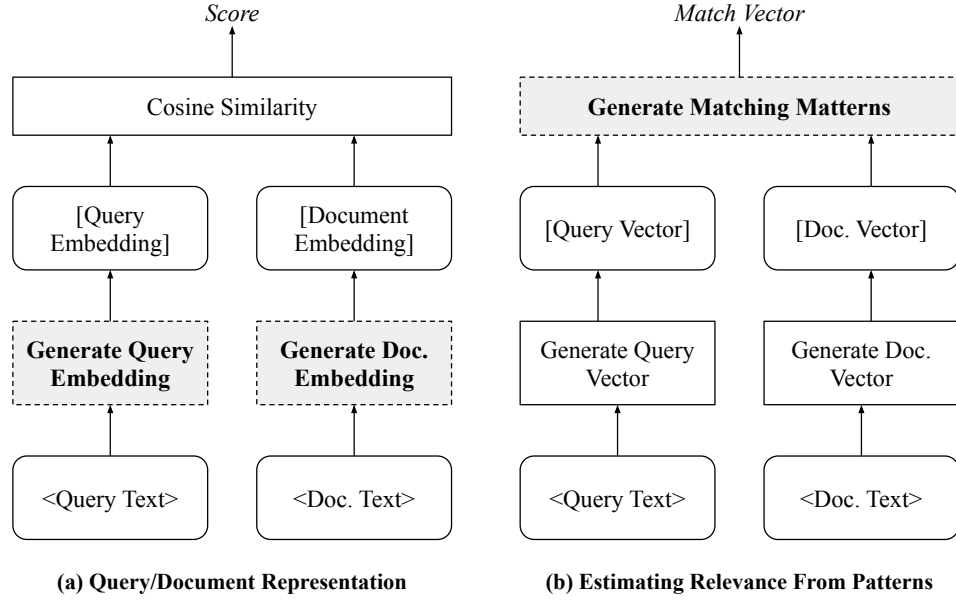 Score
Cosine Similarity
[Query
Embedding]
[Document
Embedding]
Generate Query
Embedding
Generate Doc.
Embedding
<Query Text>
<Doc. Text>
(a) Query/Document Representation
Match Vector
Generate Matching Matterns
[Query Vector]
[Doc. Vector]
Generate Query
Vector
Generate Doc.
Vector
<Query Text>
<Doc. Text>
(b) Estimating Relevance From Patterns